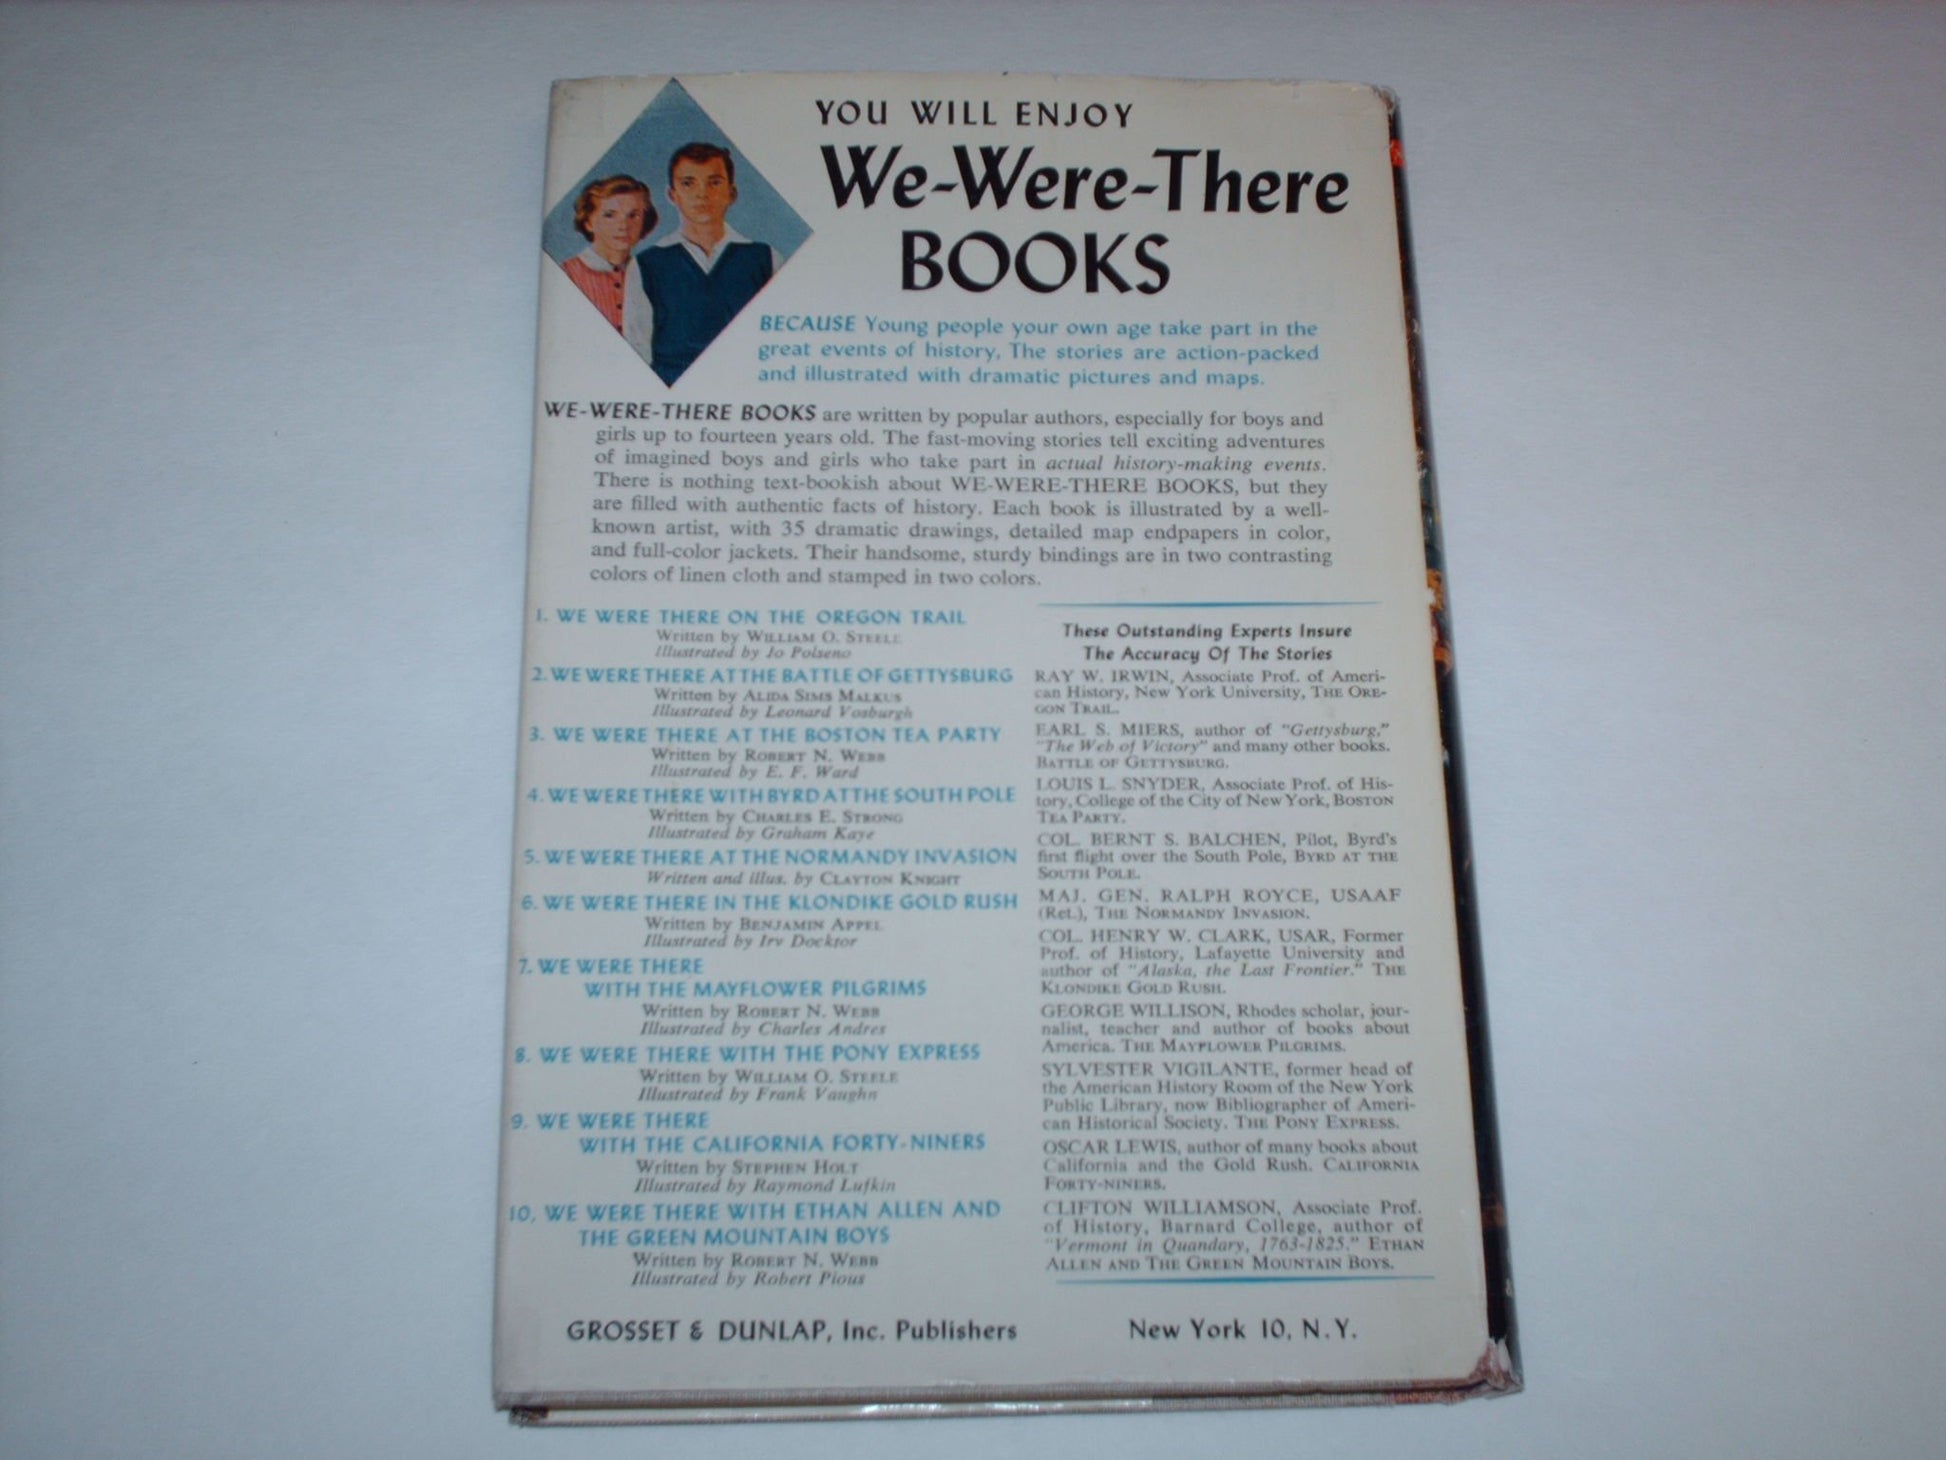 YOU WILL ENJOY
We-Were-There
BOOKS
BECAUSE Young people your own age take part in the
great events of history, The stories are action-packed
and illustrated with dramatic pictures and maps.
WE-WERE-THERE BOOKS are written by popular authors, especially for boys and
girls up to fourteen years old. The fast-moving stories tell exciting adventures
of imagined boys and girls who take part in actual history-making events.
There is nothing text-bookish about WE-WERE-THERE BOOKS, but they
are filled with authentic facts of history. Each book is illustrated by a well-
known artist, with 35 dramatic drawings, detailed map endpapers in color,
and full-color jackets. Their handsome, sturdy bindings are in two contrasting
colors of linen cloth and stamped in two colors.
1. WE WERE THERE ON THE OREGON TRAIL
Written by WILLIAM O. STEELE
Illustrated by Jo Polseno
2. WE WERE THERE AT THE BATTLE OF GETTYSBURG
Written by ALIDA SIMS MALKUS
Illustrated by Leonard Vosburgh
3. WE WERE THERE AT THE BOSTON TEA PARTY
Written by ROBERT N. WEBB
Illustrated by E. F. Ward
4. WE WERE THERE WITH BYRD AT THE SOUTH POLE
Written by CHARLES E. STRONG
Illustrated by Graham Kaye
5. WE WERE THERE AT THE NORMANDY INVASION
Written and illus. by CLAYTON KNIGHT
6. WE WERE THERE IN THE KLONDIKE GOLD RUSH
Written by BENJAMIN APPEL
Illustrated by Irv Docktor
7. WE WERE THERE
WITH THE MAYFLOWER PILGRIMS
Written by ROBERT N. WEBB
Illustrated by Charles Andres
8. WE WERE THERE WITH THE PONY EXPRESS
Written by WILLIAM O. STEELE
Illustrated by Frank Vaughn
9. WE WERE THERE
WITH THE CALIFORNIA FORTY-NINERS
Written by STEPHEN HOLT
Illustrated by Raymond Lufkin
10. WE WERE THERE WITH ETHAN ALLEN AND
THE GREEN MOUNTAIN BOYS
Written by ROBERT N. WEBB
Illustrated by Robert Pious
These Outstanding Experts Insure
The Accuracy Of The Stories
RAY W. IRWIN, Associate Prof. of Ameri-
can History, New York University, THE ORE-
GON TRAIL.
EARL S. MIERS, author of "Gettysburg,"
"The Web of Victory" and many other books.
BATTLE OF GETTYSBURG.
LOUIS L. SNYDER, Associate Prof. of His-
tory, College of the City of New York, BOSTON
TEA PARTY.
COL. BERNT S. BALCHEN, Pilot, Byrd's
first flight over the South Pole, BYRD AT THE
SOUTH POLE.
MAJ. GEN. RALPH ROYCE, USAAF
(Ret.), THE NORMANDY INVASION.
COL. HENRY W. CLARK, USAR, Former
Prof. of History, Lafayette University and
author of "Alaska, the Last Frontier." THE
KLONDIKE GOLD RUSH.
GEORGE WILLISON, Rhodes scholar, jour-
nalist, teacher and author of books about
America. THE MAYFLOWER PILGRIMS.
SYLVESTER VIGILANTE, former head of
the American History Room of the New York
Public Library, now Bibliographer of Ameri-
can Historical Society. THE PONY EXPRESS.
OSCAR LEWIS, author of many books about
California and the Gold Rush. CALIFORNIA
FORTY-NINERS.
CLIFTON WILLIAMSON, Associate Prof.
of History, Barnard College, author of
"Vermont in Quandary, 1763-1825." ETHAN
ALLEN AND THE GREEN MOUNTAIN BOYS.
GROSSET & DUNLAP, Inc. Publishers New York 10, N.Y.